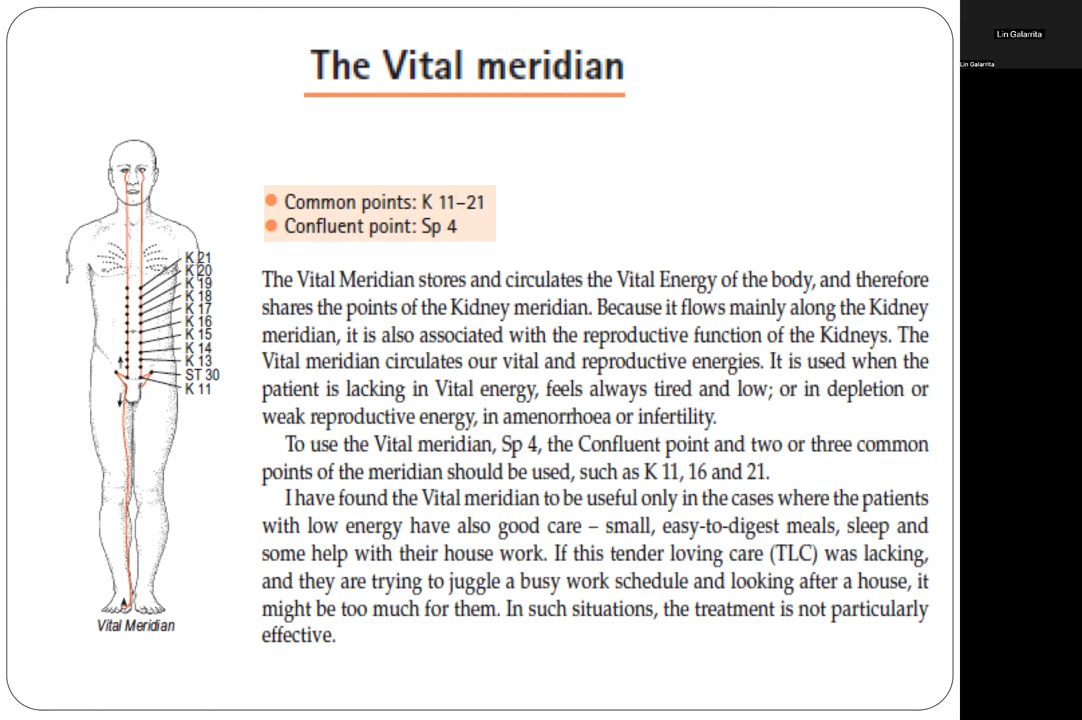 The Vital meridian
Common points: K 11–21
Confluent point: Sp 4
The Vital Meridian stores and circulates the Vital Energy of the body, and therefore
shares the points of the Kidney meridian. Because it flows mainly along the Kidney
meridian, it is also associated with the reproductive function of the Kidneys. The
Vital meridian circulates our vital and reproductive energies. It is used when the
patient is lacking in Vital energy, feels always tired and low; or in depletion or
weak reproductive energy, in amenorrhoea or infertility.
To use the Vital meridian, Sp 4, the Confluent point and two or three common
points of the meridian should be used, such as K 11, 16 and 21.
I have found the Vital meridian to be useful only in the cases where the patients
with low energy have also good care – small, easy-to-digest meals, sleep and
some help with their house work. If this tender loving care (TLC) was lacking,
and they are trying to juggle a busy work schedule and looking after a house, it
might be too much for them. In such situations, the treatment is not particularly
effective.
K 21
K 20
K 19
K 18
K 17
K 16
K 15
K 14
K 13
ST 30
K 11
Vital Meridian
Lin Galarrita
Lin Galarrita